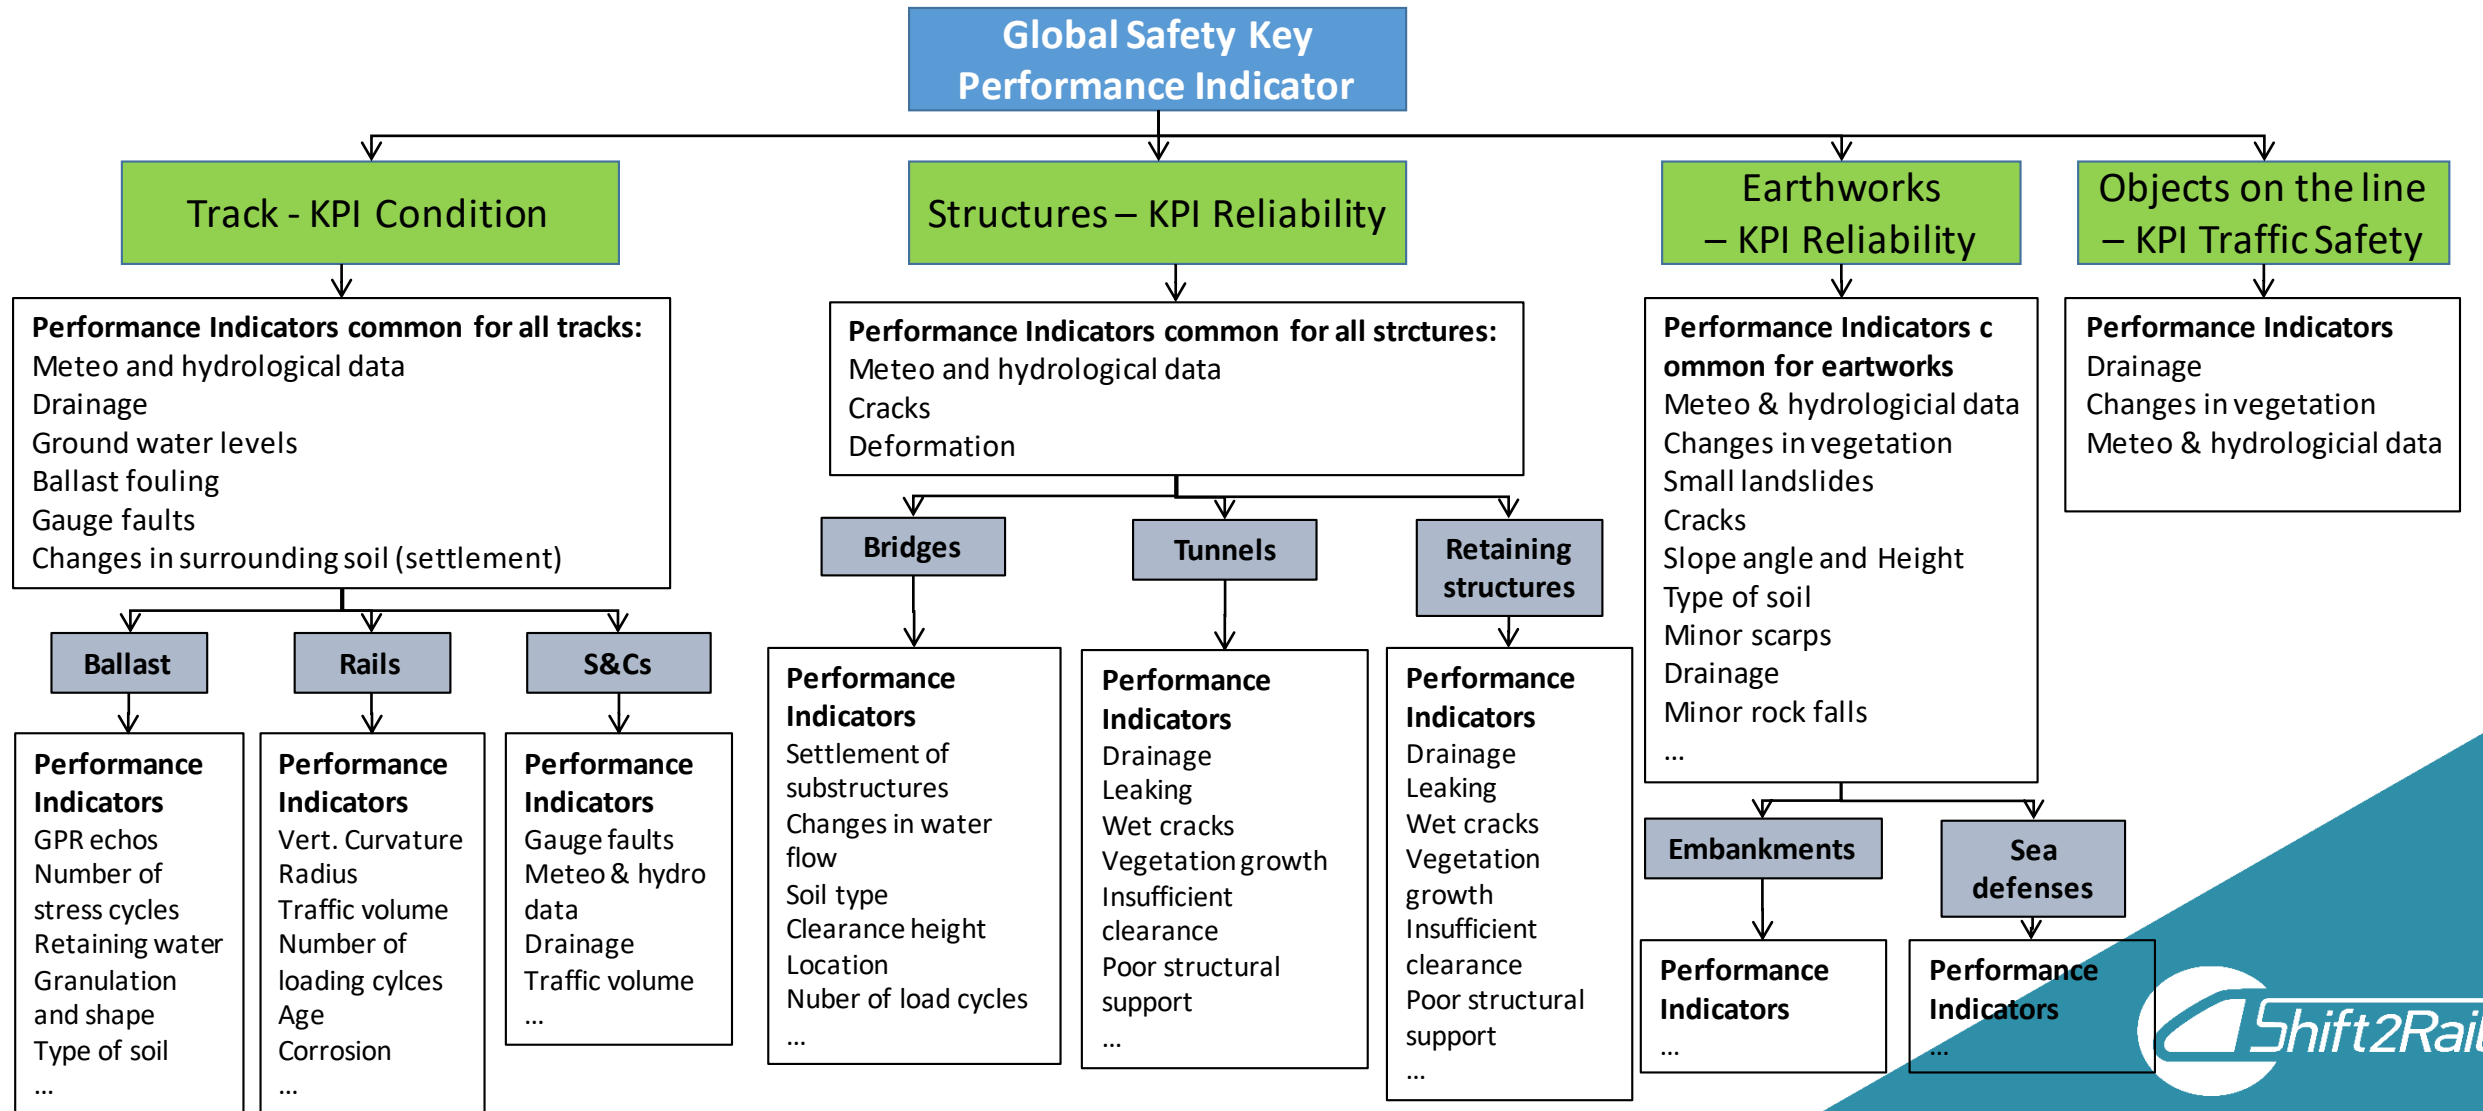 Global Safety Key
Performance Indicator
Track - KPI Condition
Structures – KPI Reliability
Earthworks
– KPI Reliability
Objects on the line
– KPI Traffic Safety
Performance Indicators common for all tracks:
Meteo and hydrological data
Drainage
Ground water levels
Ballast fouling
Gauge faults
Changes in surrounding soil (settlement)
Performance Indicators common for all strctures:
Meteo and hydrological data
Cracks
Deformation
Performance Indicators c
ommon for eartworks
Meteo & hydrologicial data
Changes in vegetation
Small landslides
Cracks
Slope angle and Height
Type of soil
Minor scarps
Drainage
Minor rock falls
...
Performance Indicators
Drainage
Changes in vegetation
Meteo & hydrologicial data
Ballast
Rails
S&Cs
Bridges
Tunnels
Retaining
structures
Embankments
Sea
defenses
Performance
Indicators
GPR echos
Number of
stress cycles
Retaining water
Granulation
and shape
Type of soil
...
Performance
Indicators
Vert. Curvature
Radius
Traffic volume
Number of
loading cylces
Age
Corrosion
...
Performance
Indicators
Gauge faults
Meteo & hydro
data
Drainage
Traffic volume
...
Performance
Indicators
Settlement of
substructures
Changes in water
flow
Soil type
Clearance height
Location
Nuber of load cycles
...
Performance
Indicators
Drainage
Leaking
Wet cracks
Vegetation growth
Insufficient
clearance
Poor structural
support
...
Performance
Indicators
Drainage
Leaking
Wet cracks
Vegetation
growth
Insufficient
clearance
Poor structural
support
...
Performance
Indicators
...
Performance
Indicators
...
Shift2Rail